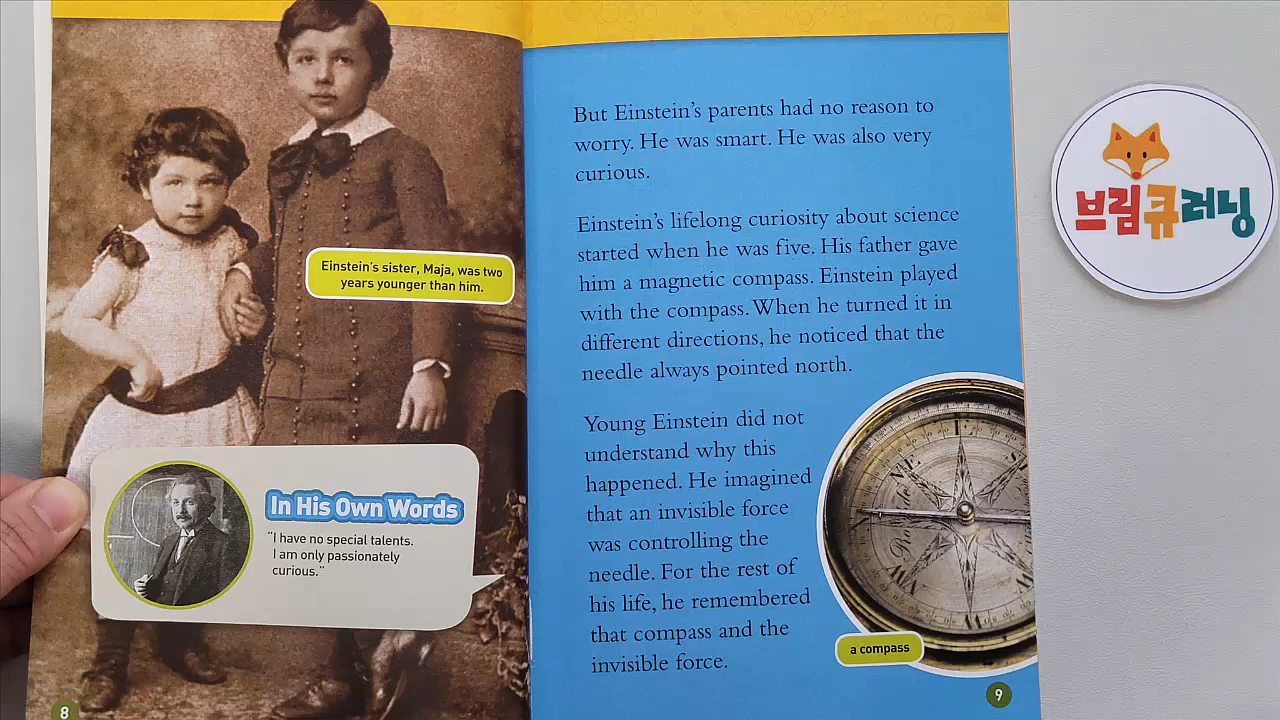 Einstein's sister, Maja, was two
years younger than him.
In His Own Words
"I have no special talents.
I am only passionately
curious."
8
But Einstein's parents had no reason to
worry. He was smart. He was also very
curious.
Einstein's lifelong curiosity about science
started when he was five. His father gave
him a magnetic compass. Einstein played
with the compass. When he turned it in
different directions, he noticed that the
needle always pointed north.
Young Einstein did not
understand why this
happened. He imagined
that an invisible force
was controlling the
needle. For the rest of
his life, he remembered
that compass and the
invisible force.
a compass
9
브림큐러닝